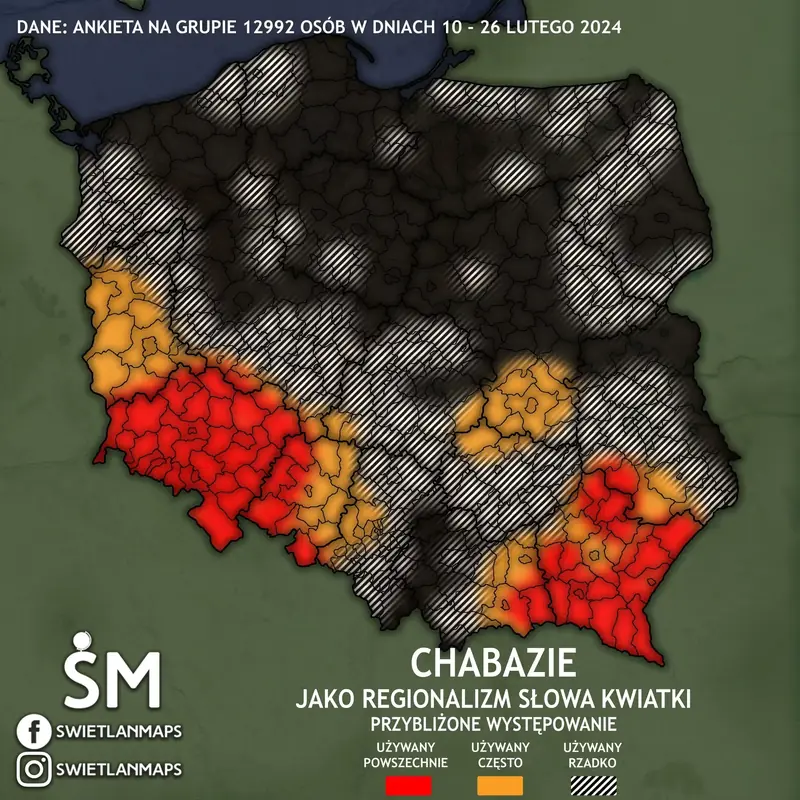 DANE: ANKIETA NA GRUPIE 12992 OSÓB W DNIACH 10 - 26 LUTEGO 2024
ŚM
SWIETLANMAPS
SWIETLANMAPS
CHABAZIE
JAKO REGIONALIZM SŁOWA KWIATKI
PRZYBLIŻONE WYSTĘPOWANIE
UŻYWANY POWSZECHNIE
UŻYWANY CZĘSTO
UŻYWANY RZADKO